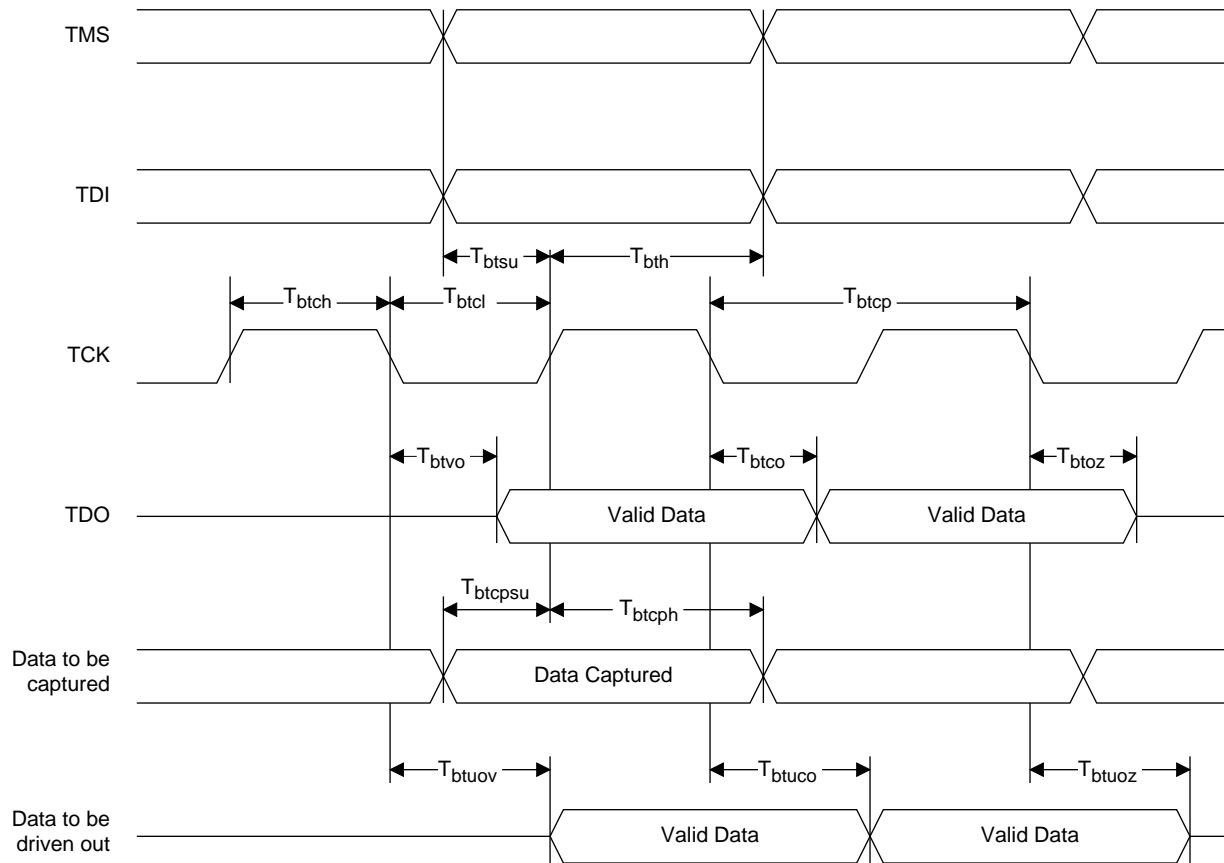 TMS
TDI
Tbtsu
Tbth
Tbtch
Tbtcl
Tbtcp
TCK
Tbtvo
Tbtco
Tbtoz
TDO
Valid Data
Valid Data
Tbtcpsu
Tbtcph
Data to be
captured
Data Captured
Tbtuov
Tbtuco
Tbtuoz
Data to be
driven out
Valid Data
Valid Data